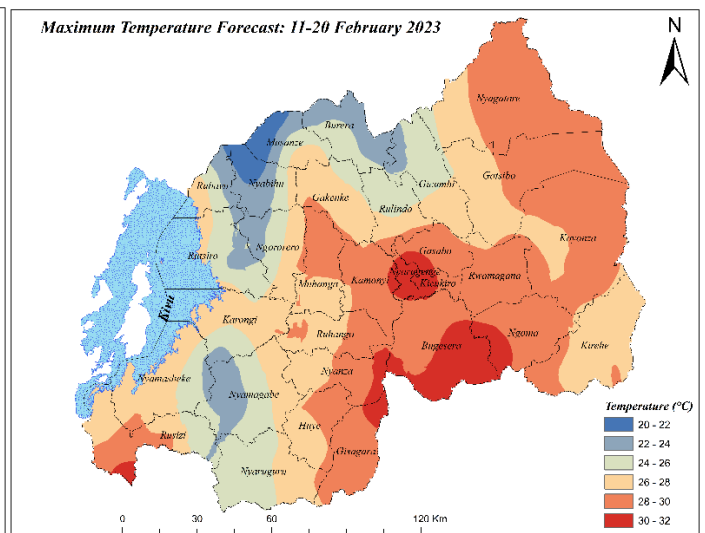 Maximum Temperature Forecast: 11-20 February 2023
N
Nyagatare
Burera
Musanze
Gatsibo
Rubavu
Nyabihu
Gicumbi
Gakenke
Rulindo
Kayonza
Rutsiro
Ngororero
Gasabo
Nyarugenge
Kamonyi
Kicukiro
Rwamagana
Muhanga
Kivu
Karongi
Ruhango
Bugesera
Ngoma
Kirehe
Nyamasheke
Nyanza
Nyamagabe
Rusizi
Huye
Gisagara
Nyaruguru
Temperature (°C)
20 - 22
22 - 24
24 - 26
26 - 28
28 - 30
30 - 32
0 30 60 120 Km